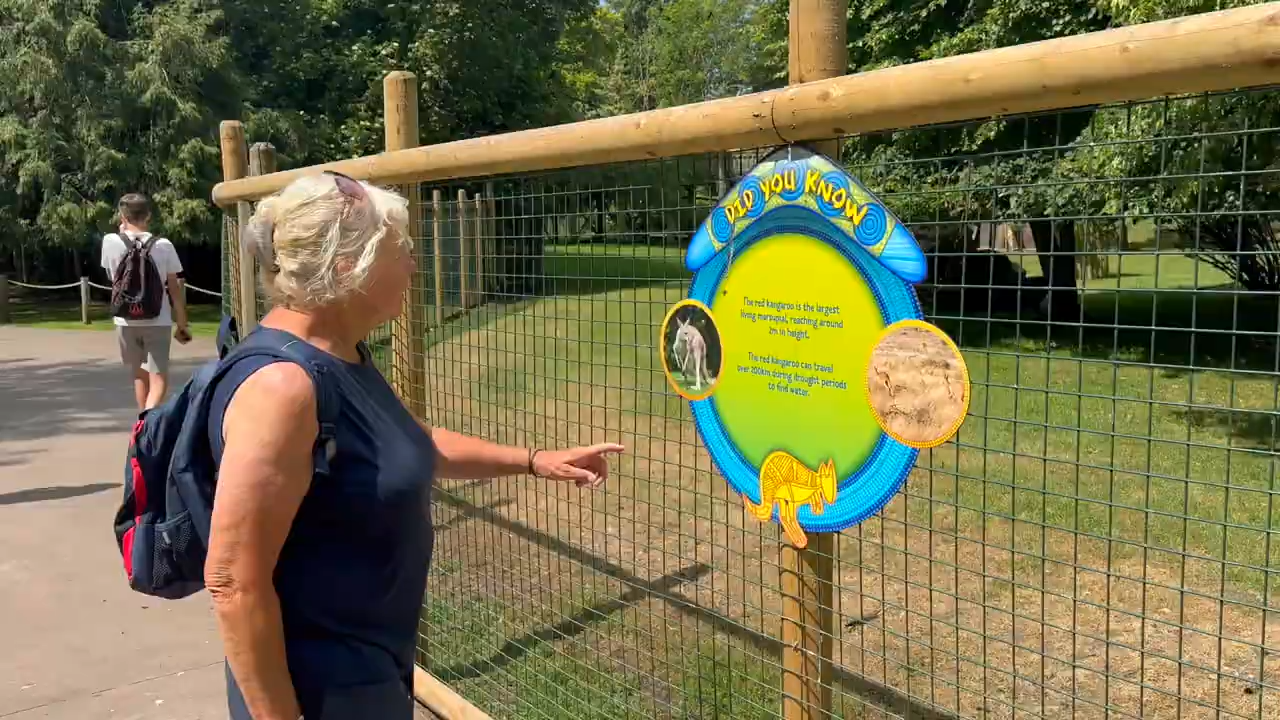 DID YOU KNOW
The red kangaroo is the largest
living marsupial, reaching around
2m in height.
The red kangaroo can travel
over 200km during drought periods
to find water.